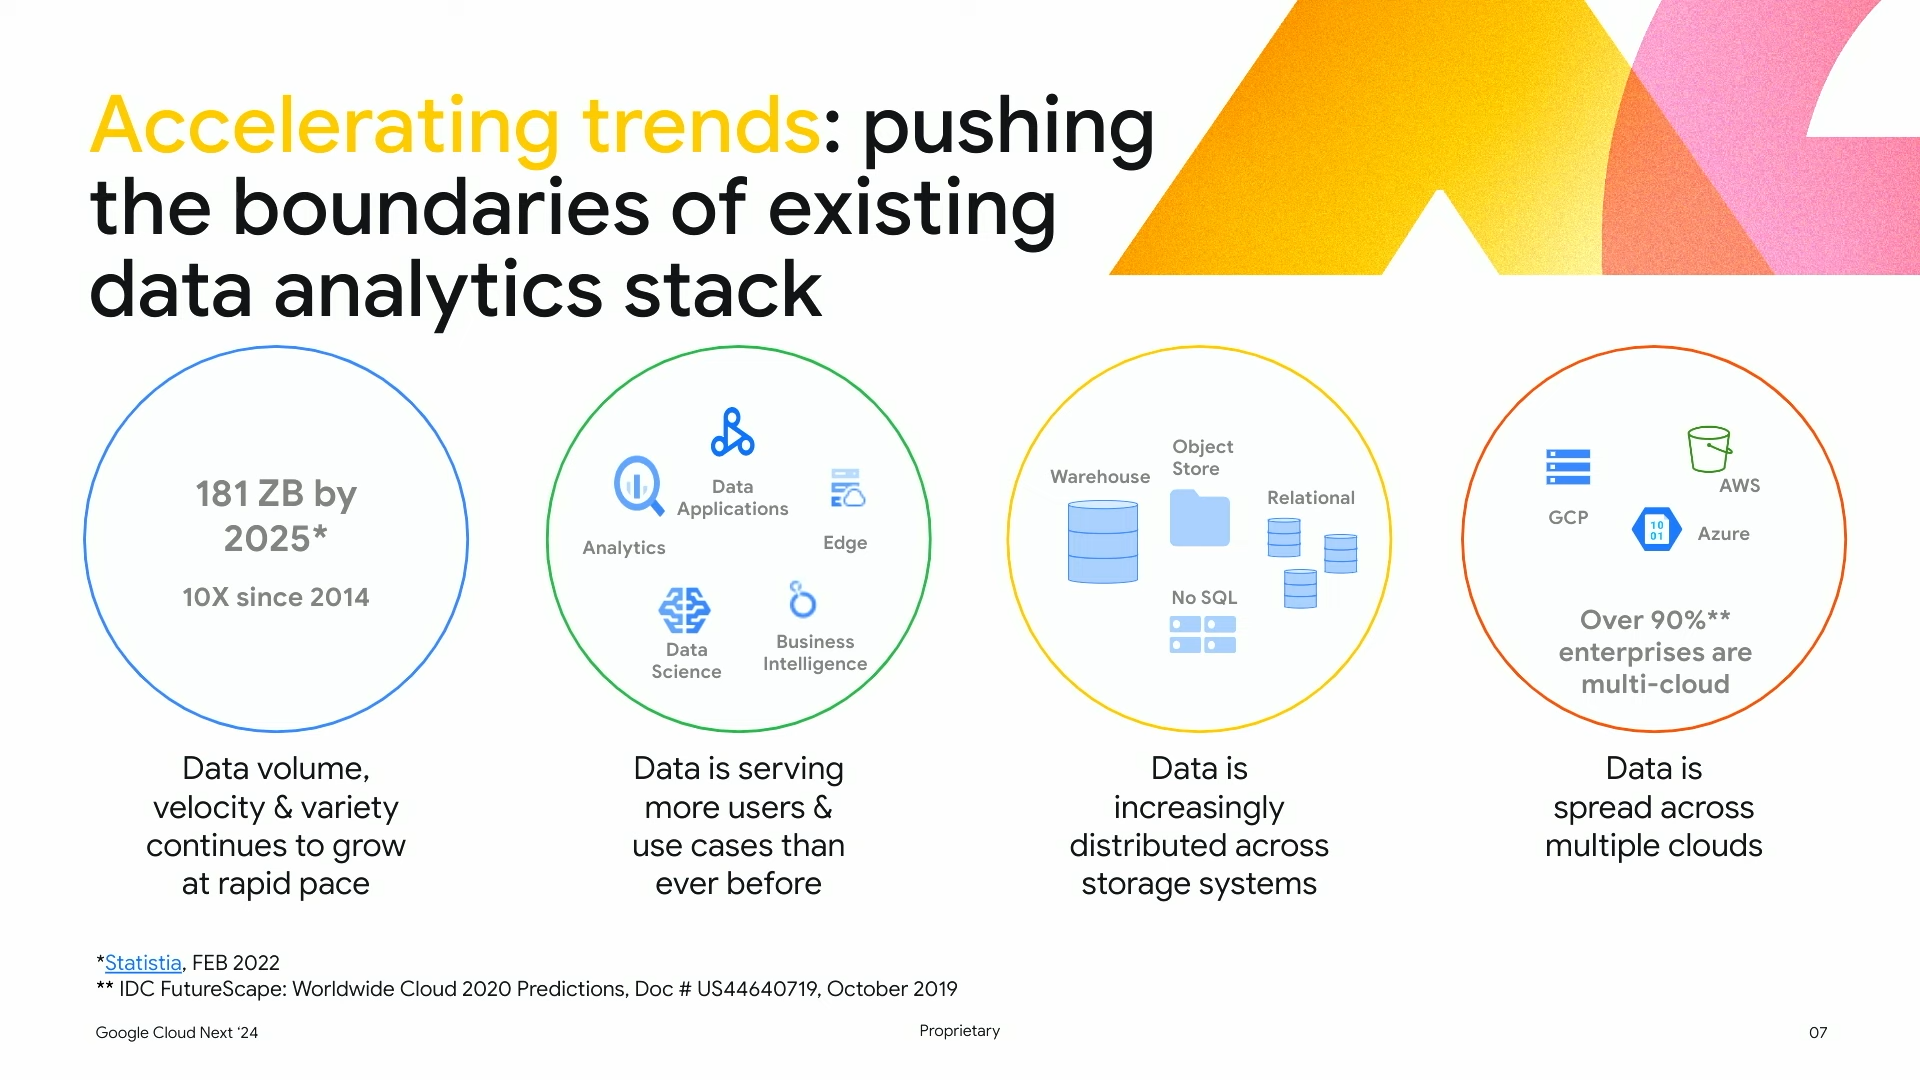 Accelerating trends: pushing
the boundaries of existing
data analytics stack
181 ZB by
2025*
10X since 2014
Data volume,
velocity & variety
continues to grow
at rapid pace
Data
Applications
Analytics
Edge
Data
Science
Business
Intelligence
Data is serving
more users &
use cases than
ever before
Warehouse
Object
Store
Relational
No SQL
Data is
increasingly
distributed across
storage systems
GCP
AWS
10
01
Azure
Over 90%**
enterprises are
multi-cloud
Data is
spread across
multiple clouds
*Statistia, FEB 2022
** IDC FutureScape: Worldwide Cloud 2020 Predictions, Doc # US44640719, October 2019
Google Cloud Next ‘24
Proprietary
07